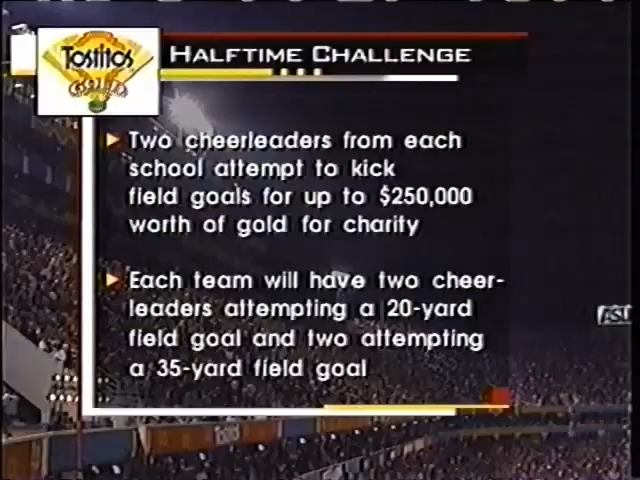 Tostitos
GOLD
HALFTIME CHALLENGE
Two cheerleaders from each
school attempt to kick
field goals for up to $250,000
worth of gold for charity
Each team will have two cheer-
leaders attempting a 20-yard
field goal and two attempting
a 35-yard field goal
ASU